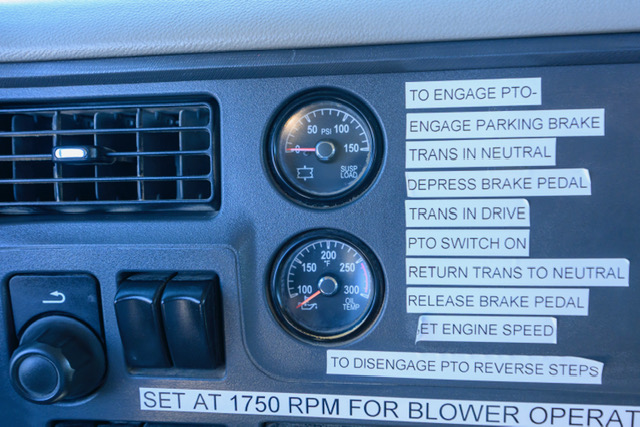 50 100
PSI
0 150
SUSP
LOAD
200
°F
150 250
100 300
OIL
TEMP
TO ENGAGE PTO-
ENGAGE PARKING BRAKE
TRANS IN NEUTRAL
DEPRESS BRAKE PEDAL
TRANS IN DRIVE
PTO SWITCH ON
RETURN TRANS TO NEUTRAL
RELEASE BRAKE PEDAL
ET ENGINE SPEED
TO DISENGAGE PTO REVERSE STEPS
SET AT 1750 RPM FOR BLOWER OPERAT